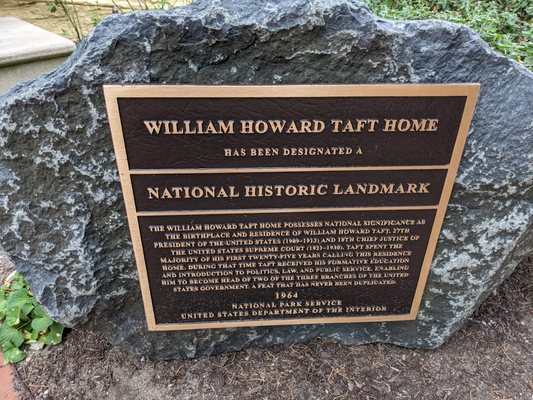 WILLIAM HOWARD TAFT HOME
HAS BEEN DESIGNATED A
NATIONAL HISTORIC LANDMARK
THE WILLIAM HOWARD TAFT HOME POSSESSES NATIONAL SIGNIFICANCE AS
THE BIRTHPLACE AND RESIDENCE OF WILLIAM HOWARD TAFT, 27TH
PRESIDENT OF THE UNITED STATES (1909-1913) AND 10TH CHIEF JUSTICE OF
THE UNITED STATES SUPREME COURT (1921-1930). TAFT SPENT THE
MAJORITY OF HIS FIRST TWENTY-FIVE YEARS CALLING THIS RESIDENCE
HOME. DURING THAT TIME TAFT RECEIVED HIS FORMATIVE EDUCATION
AND INTRODUCTION TO POLITICS, LAW, AND PUBLIC SERVICE, ENABLING
HIM TO BECOME HEAD OF TWO OF THE THREE BRANCHES OF THE UNITED
STATES GOVERNMENT, A FEAT THAT HAS NEVER BEEN DUPLICATED.
1964
NATIONAL PARK SERVICE
UNITED STATES DEPARTMENT OF THE INTERIOR